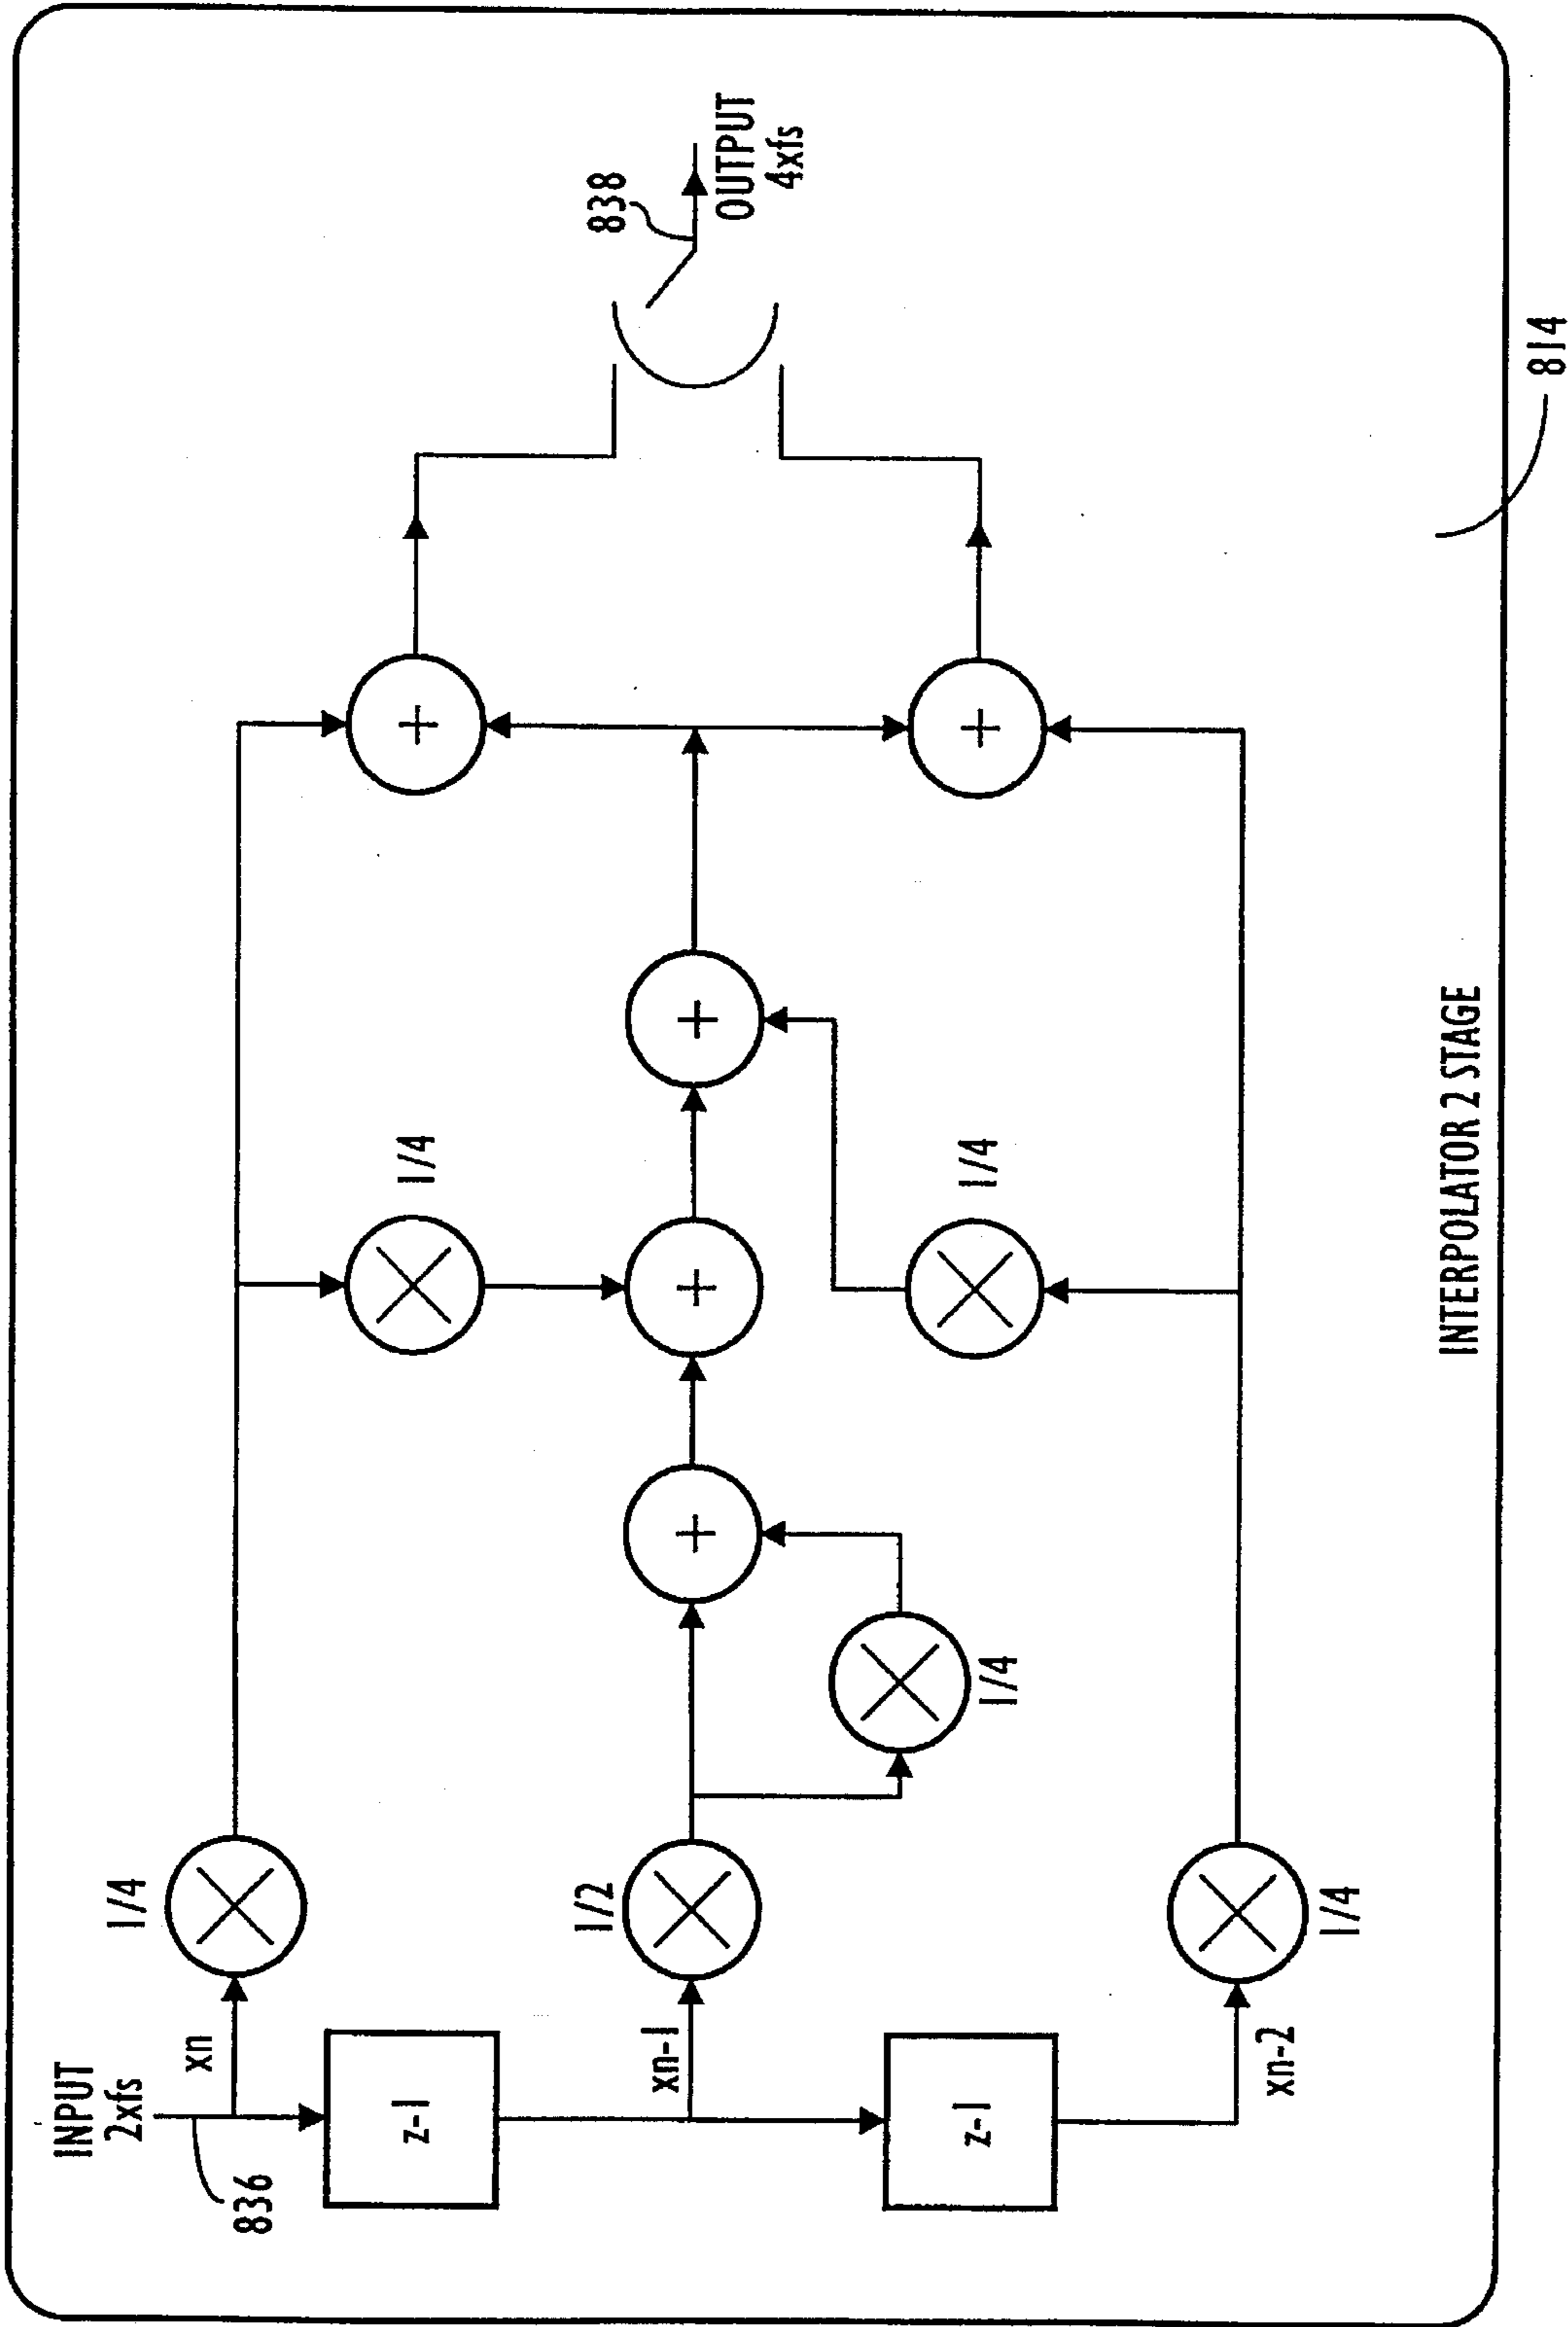 INPUT
2xfs
836
xn
1/4
z-1
xn-1
1/2
1/4
z-1
xn-2
1/4
1/4
1/4
+
+
+
+
+
838
OUTPUT
4xfs
INTERPOLATOR 2 STAGE
814